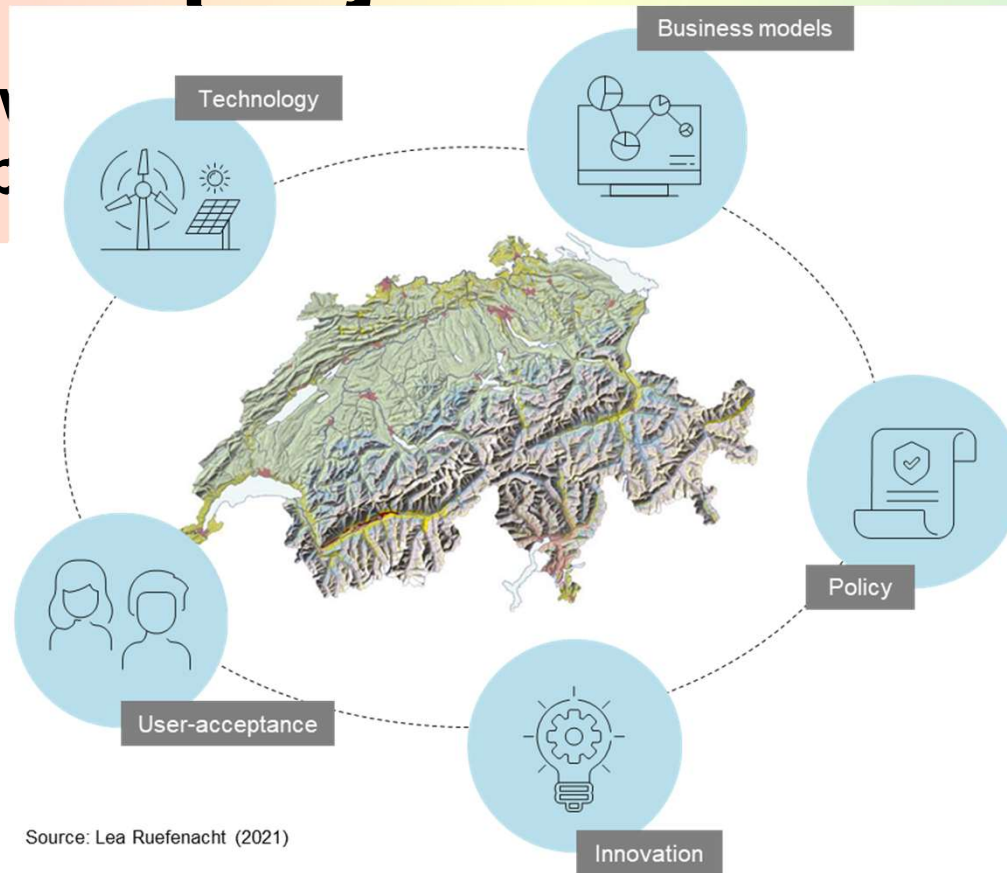 Business models
Technology
Policy
User-acceptance
Source: Lea Ruefenacht (2021)
Innovation